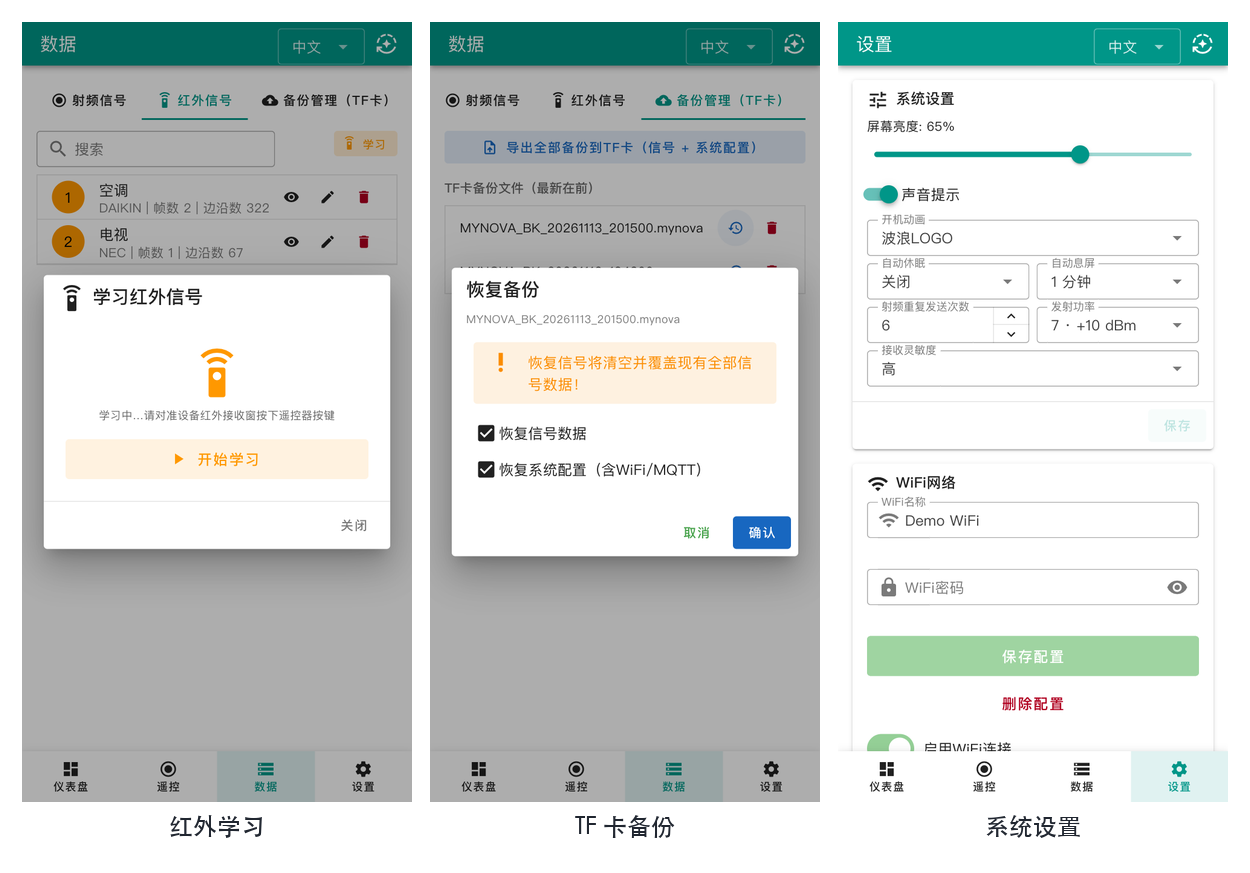 数据
中文
射频信号
红外信号
备份管理（TF卡）
搜索
学习
1
空调
DAIKIN | 帧数 2 | 边沿数 322
2
电视
NEC | 帧数 1 | 边沿数 67
学习红外信号
学习中...请对准设备红外接收窗按下遥控器按键
开始学习
关闭
仪表盘
遥控
数据
设置
红外学习
数据
中文
射频信号
红外信号
备份管理（TF卡）
导出全部备份到TF卡（信号 + 系统配置）
TF卡备份文件（最新在前）
MYNOVA_BK_20261113_201500.mynova
恢复备份
MYNOVA_BK_20261113_201500.mynova
恢复信号将清空并覆盖现有全部信
号数据！
恢复信号数据
恢复系统配置（含WiFi/MQTT）
取消
确认
仪表盘
遥控
数据
设置
TF 卡备份
设置
中文
系统设置
屏幕亮度: 65%
声音提示
开机动画
波浪LOGO
自动休眠
关闭
自动息屏
1 分钟
射频重复发送次数
6
发射功率
7 · +10 dBm
接收灵敏度
高
保存
WiFi网络
WiFi名称
Demo WiFi
WiFi密码
保存配置
删除配置
启用WiFi连接
仪表盘
遥控
数据
设置
系统设置